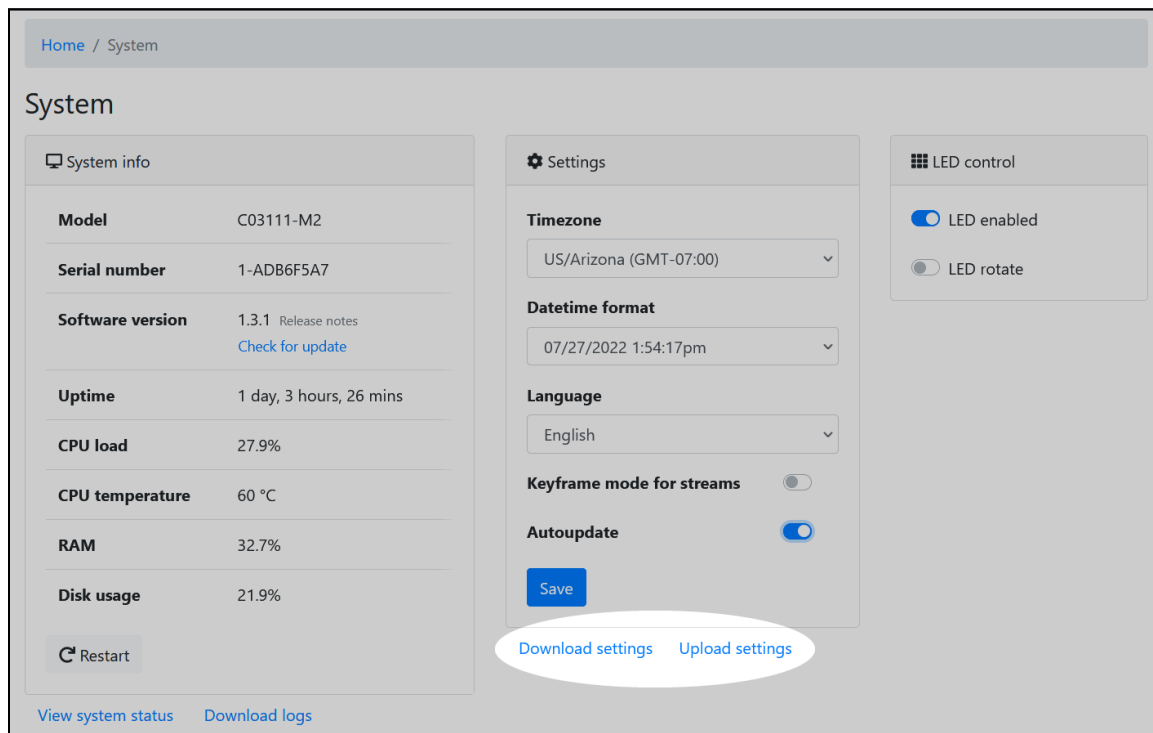 Home / System
System
System info
Model C03111-M2
Serial number 1-ADB6F5A7
Software version 1.3.1 Release notes
Check for update
Uptime 1 day, 3 hours, 26 mins
CPU load 27.9%
CPU temperature 60 °C
RAM 32.7%
Disk usage 21.9%
Restart
View system status Download logs
Settings
Timezone
US/Arizona (GMT-07:00)
Datetime format
07/27/2022 1:54:17pm
Language
English
Keyframe mode for streams
Autoupdate
Save
Download settings Upload settings
LED control
LED enabled
LED rotate